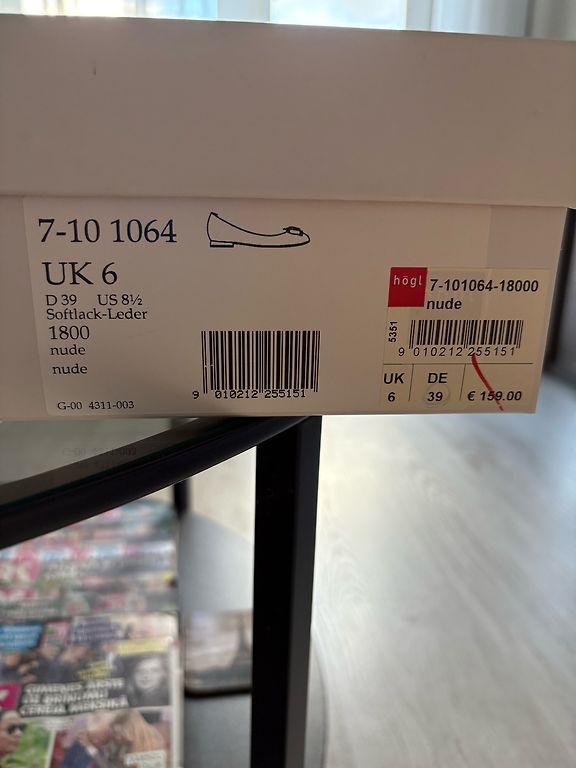 7-10 1064
UK 6
D 39 US 8½
Softlack-Leder
1800
nude
nude
G-00 4311-003
9 010212 255151
högl
7-101064-18000
nude
5351
9 010212 255151
UK DE
6 39 € 159.00